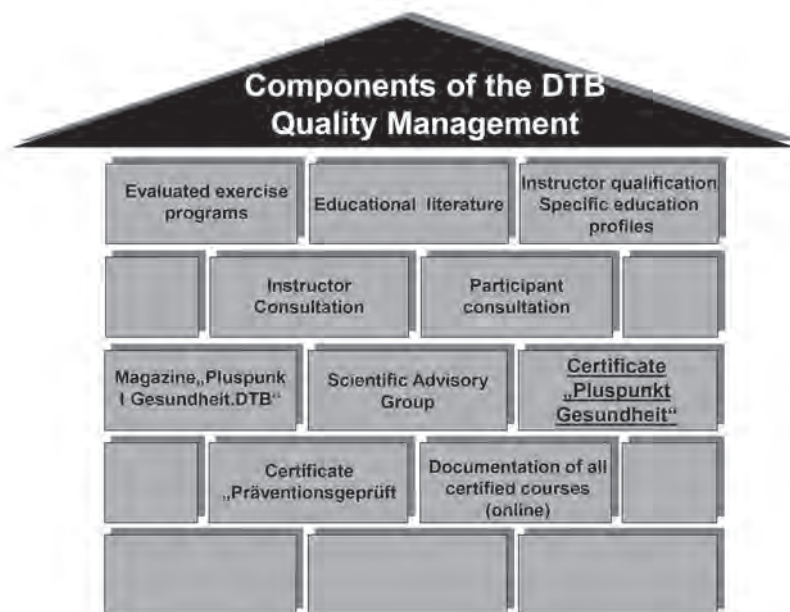 Components of the DTB
Quality Management
Evaluated exercise
programs
Educational literature
Instructor qualification
Specific education
profiles
Instructor
Consultation
Participant
consultation
Magazine„Pluspunk
t Gesundheit.DTB“
Scientific Advisory
Group
Certificate
„Pluspunkt
Gesundheit“
Certificate
„Präventionsgeprüft
Documentation of all
certified courses
(online)